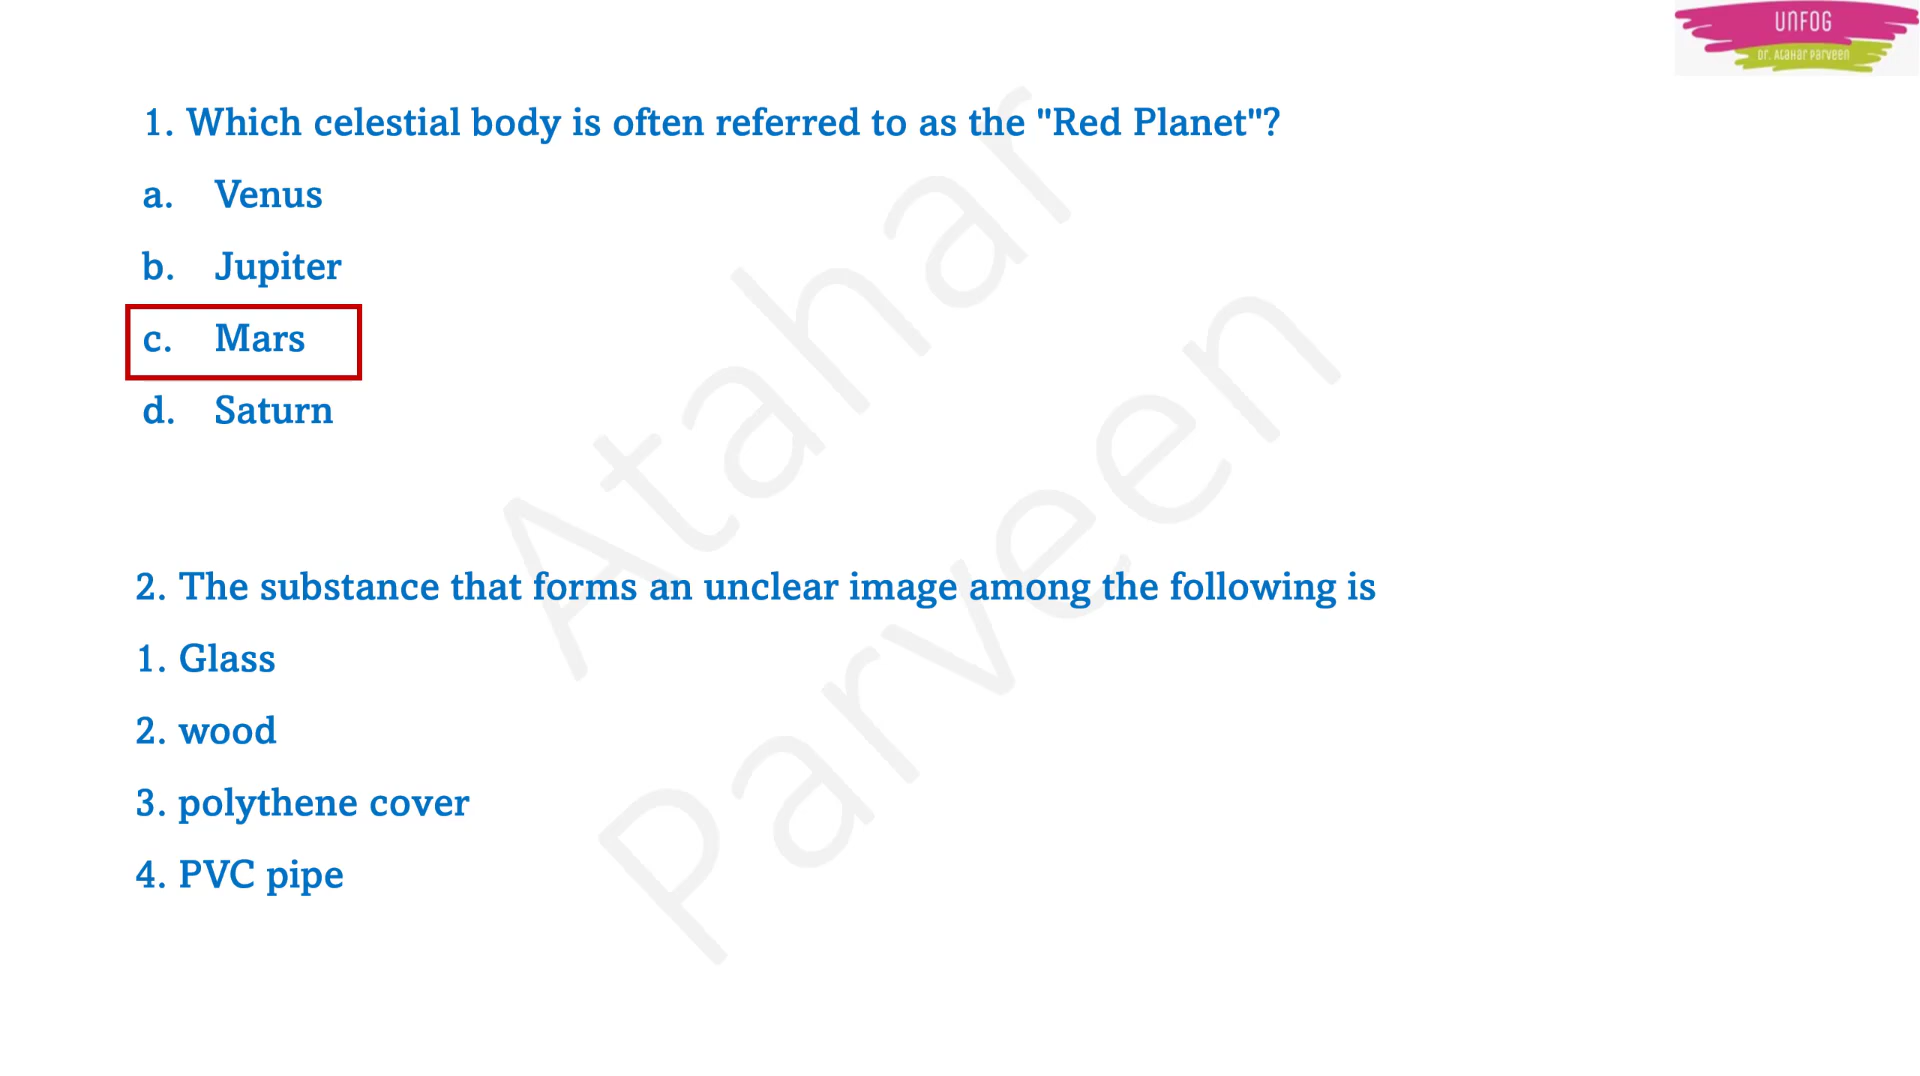 UNFOG
Dr. Atahar Parveen
1. Which celestial body is often referred to as the "Red Planet"?
a. Venus
b. Jupiter
c. Mars
d. Saturn
2. The substance that forms an unclear image among the following is
1. Glass
2. wood
3. polythene cover
4. PVC pipe
Atahar
Parveen